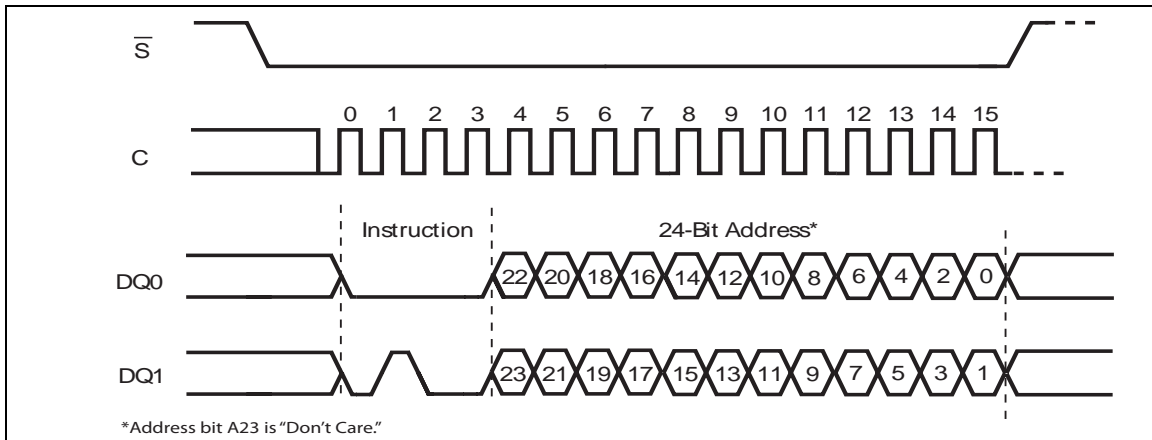 S
0 1 2 3 4 5 6 7 8 9 10 11 12 13 14 15
C
Instruction 24-Bit Address*
DQ0 22 20 18 16 14 12 10 8 6 4 2 0
DQ1 23 21 19 17 15 13 11 9 7 5 3 1
*Address bit A23 is “Don’t Care.”